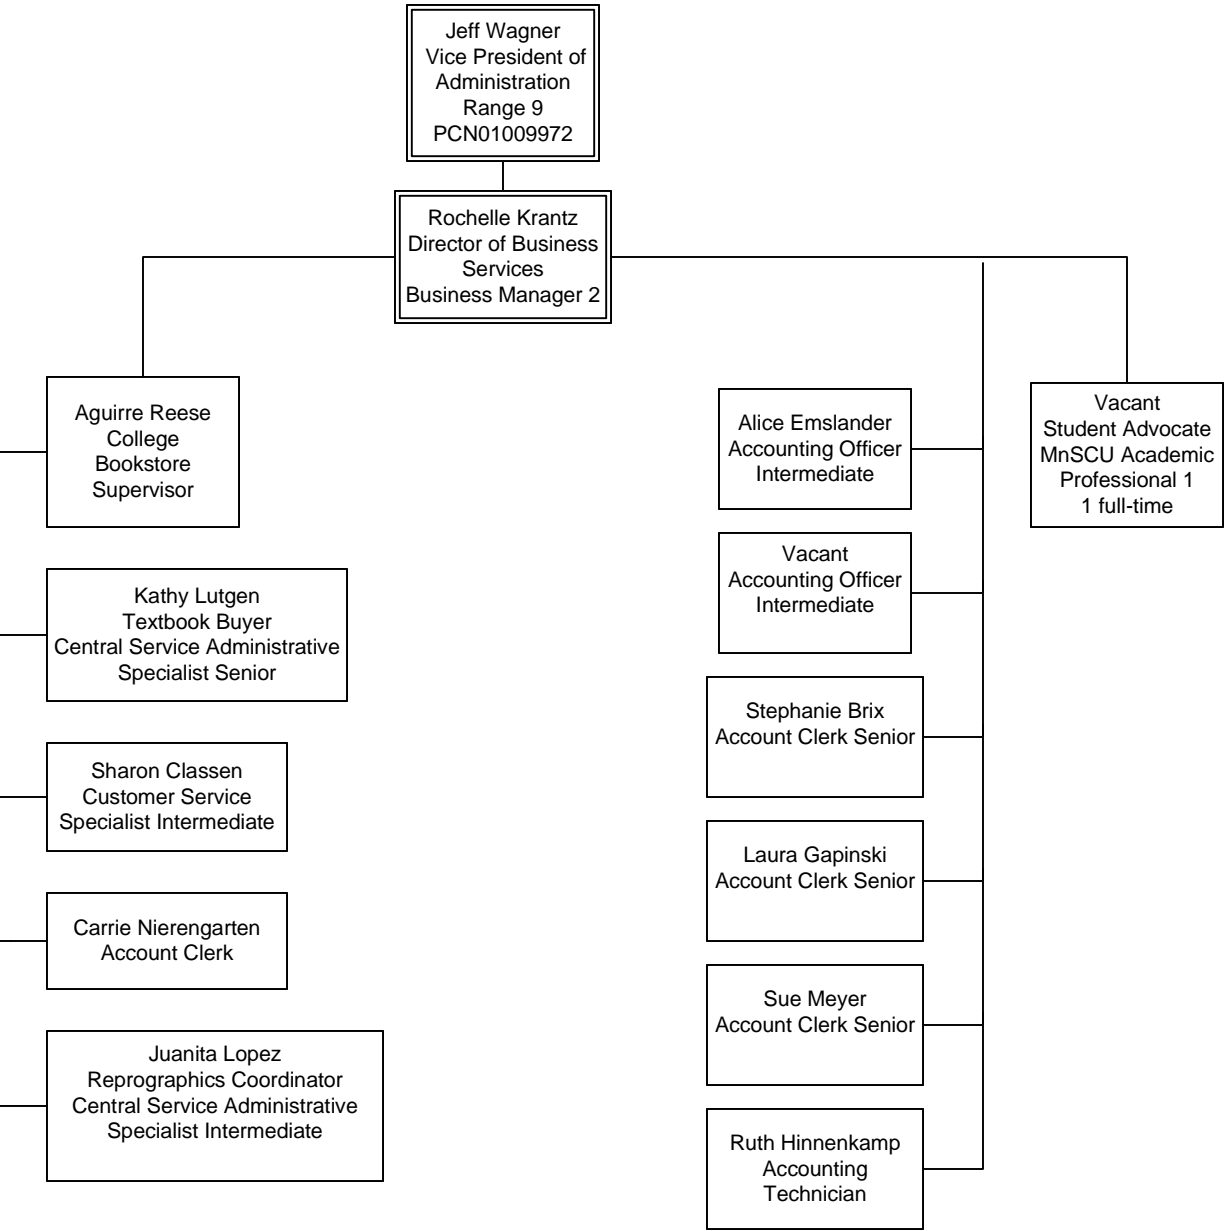 Jeff Wagner
Vice President of
Administration
Range 9
PCN01009972
Rochelle Krantz
Director of Business
Services
Business Manager 2
Aguirre Reese
College
Bookstore
Supervisor
Kathy Lutgen
Textbook Buyer
Central Service Administrative
Specialist Senior
Sharon Classen
Customer Service
Specialist Intermediate
Carrie Nierengarten
Account Clerk
Juanita Lopez
Reprographics Coordinator
Central Service Administrative
Specialist Intermediate
Alice Emslander
Accounting Officer
Intermediate
Vacant
Accounting Officer
Intermediate
Stephanie Brix
Account Clerk Senior
Laura Gapinski
Account Clerk Senior
Sue Meyer
Account Clerk Senior
Ruth Hinnenkamp
Accounting
Technician
Vacant
Student Advocate
MnSCU Academic
Professional 1
1 full-time